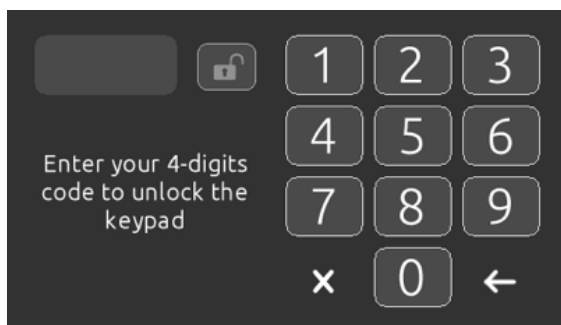 1 2 3
4 5 6
Enter your 4-digits
code to unlock the
keypad
7 8 9
x 0 ←